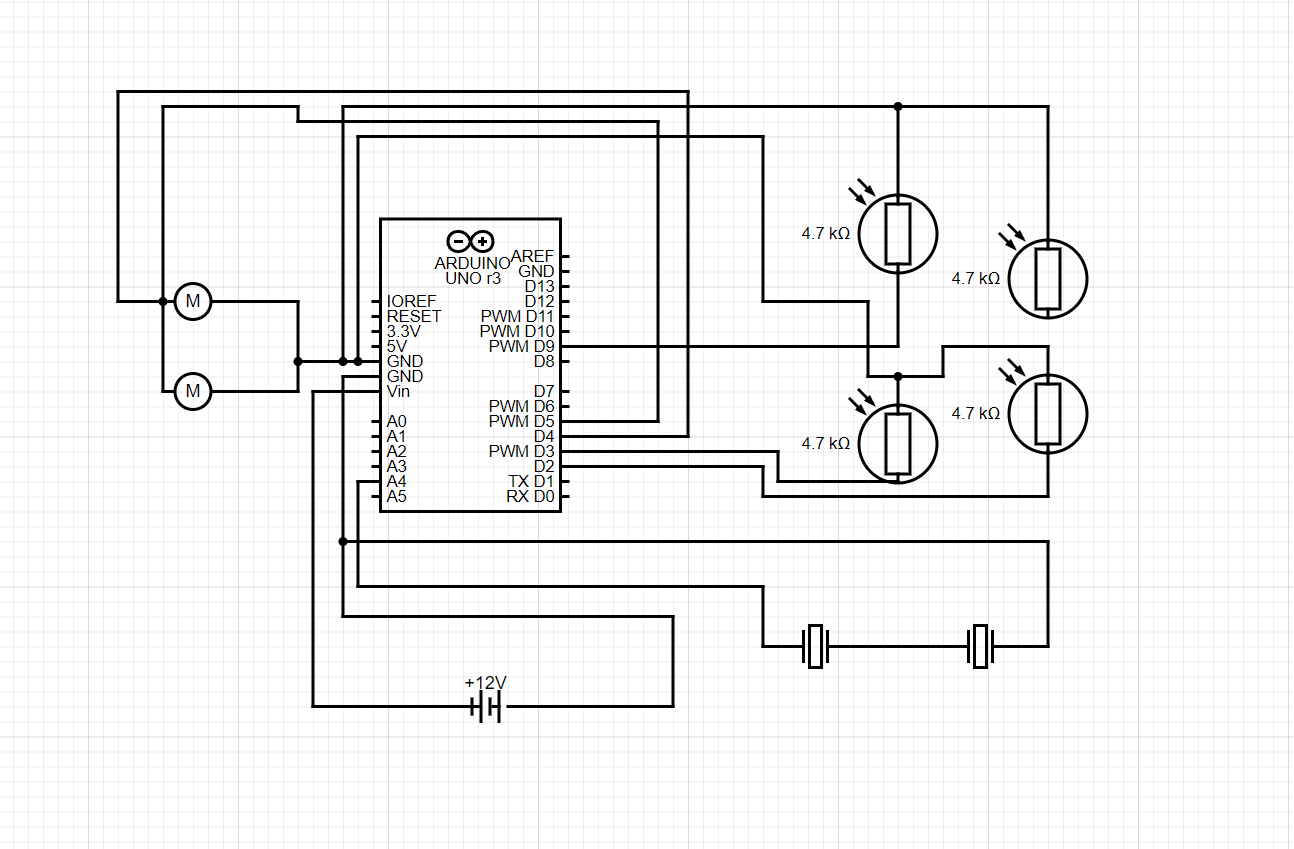 ARDUINO
UNO r3
AREF
GND
D13
D12
PWM D11
PWM D10
PWM D9
D8
D7
PWM D6
PWM D5
D4
PWM D3
D2
TX D1
RX D0
IOREF
RESET
3.3V
5V
GND
GND
Vin
A0
A1
A2
A3
A4
A5
M
M
4.7 kΩ
4.7 kΩ
4.7 kΩ
4.7 kΩ
+12V